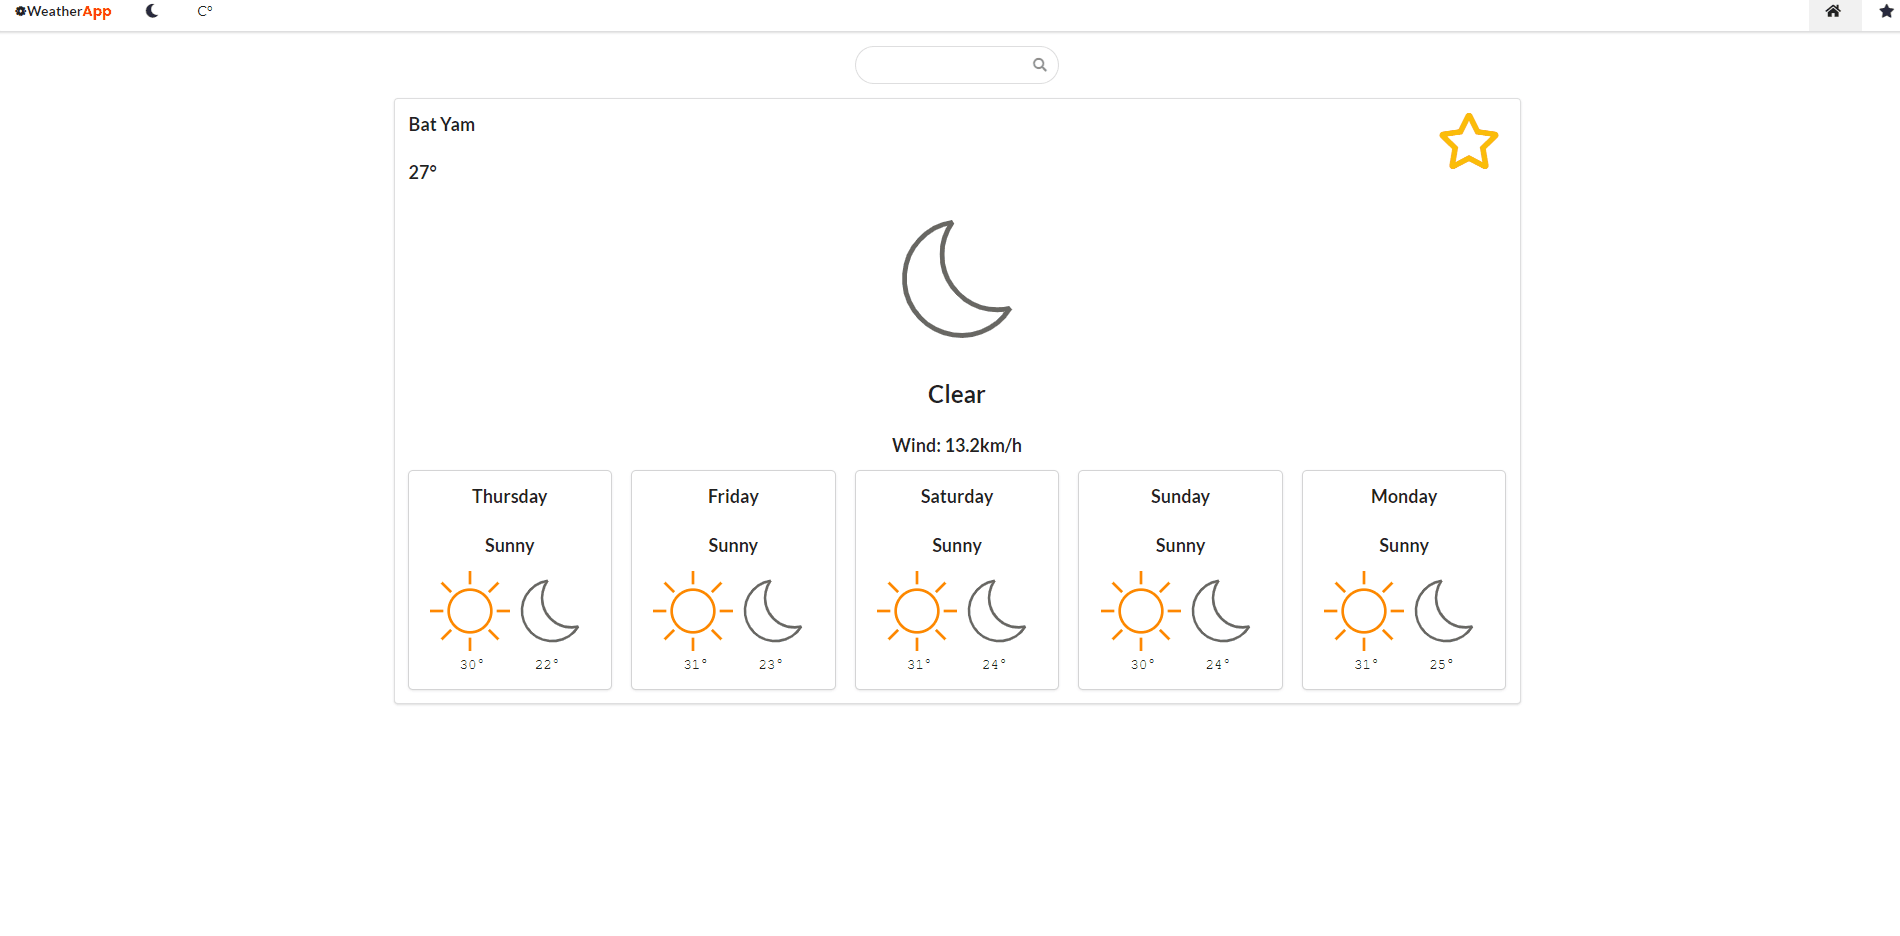 WeatherApp C°
Bat Yam
27°
Clear
Wind: 13.2km/h
Thursday Friday Saturday Sunday Monday
Sunny Sunny Sunny Sunny Sunny
30° 22° 31° 23° 31° 24° 30° 24° 31° 25°